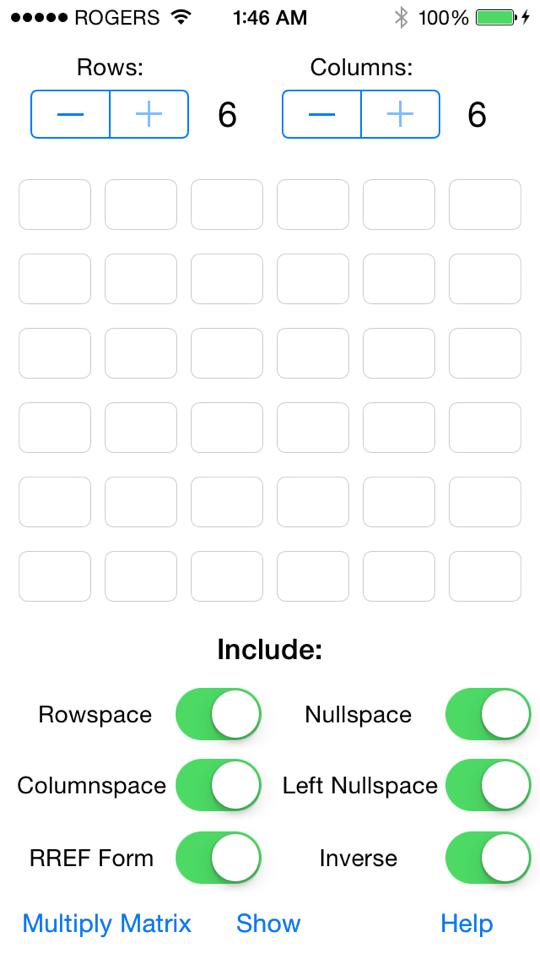 ROGERS 1:46 AM 100%
Rows: Columns:
6 6
Include:
Rowspace Nullspace
Columnspace Left Nullspace
RREF Form Inverse
Multiply Matrix Show Help